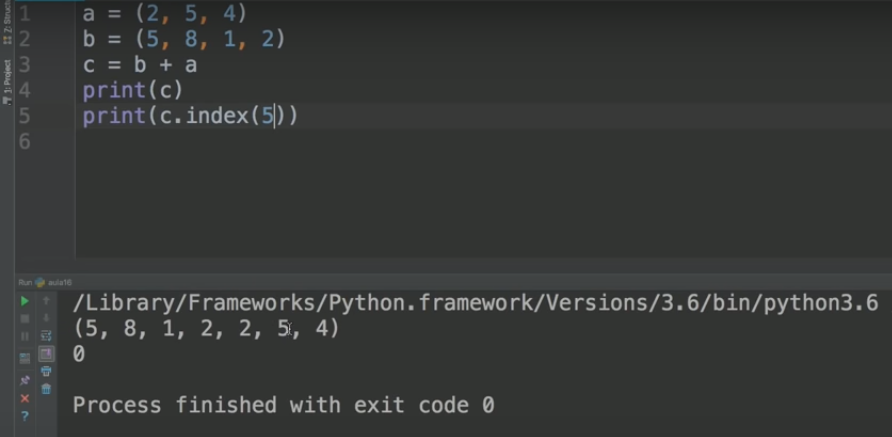 Z: Structu
1: Project
1 a = (2, 5, 4)
2 b = (5, 8, 1, 2)
3 c = b + a
4 print(c)
5 print(c.index(5))
6
Run aula16
/Library/Frameworks/Python.framework/Versions/3.6/bin/python3.6
(5, 8, 1, 2, 2, 5, 4)
0
Process finished with exit code 0